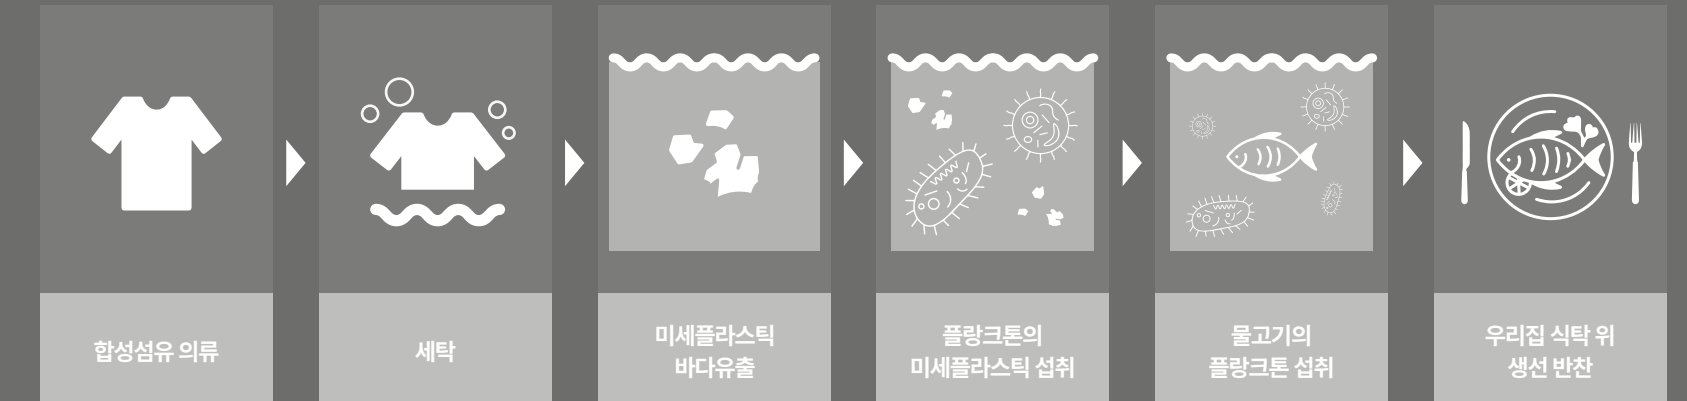 합성섬유 의류
세탁
미세플라스틱
바다유출
플랑크톤의
미세플라스틱 섭취
물고기의
플랑크톤 섭취
우리집 식탁 위
생선 반찬